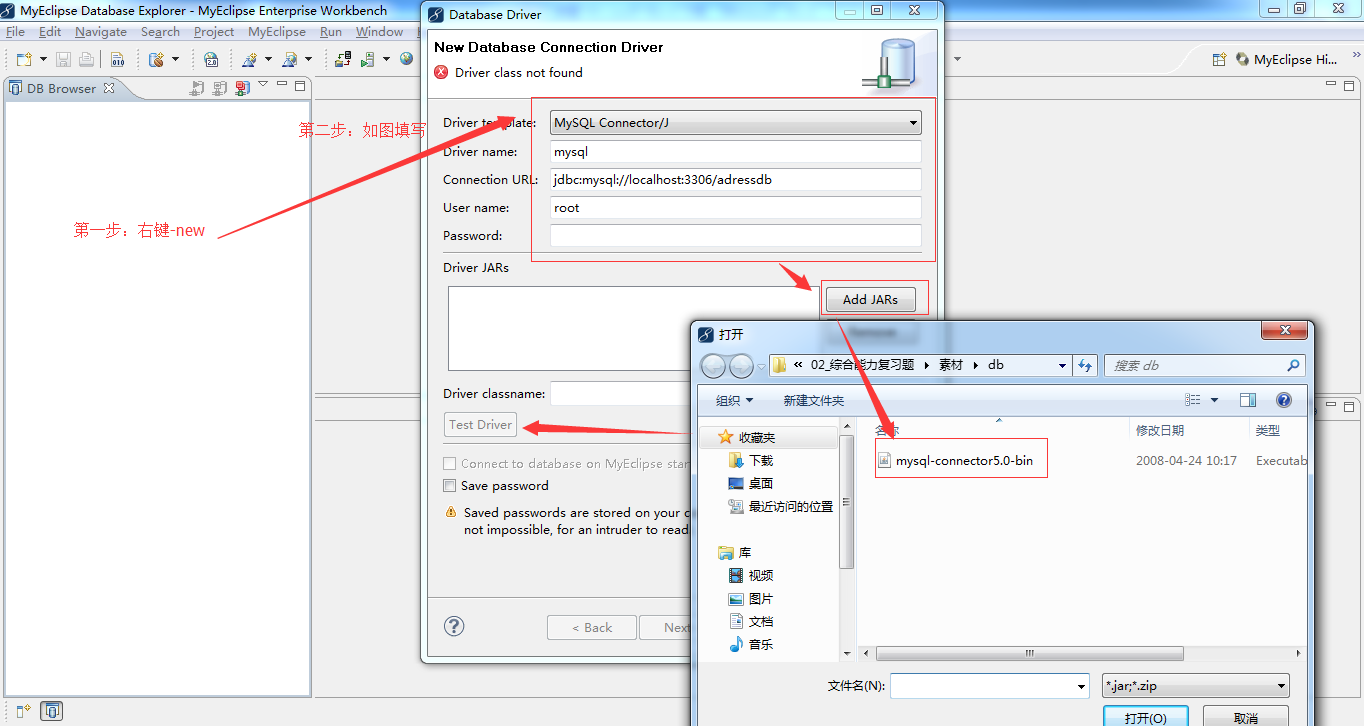 MyEclipse Database Explorer - MyEclipse Enterprise Workbench
File Edit Navigate Search Project MyEclipse Run Window
MyEclipse Hi...
DB Browser
第一步：右键-new
第二步：如图填写
Database Driver
New Database Connection Driver
Driver class not found
Driver template: MySQL Connector/J
Driver name: mysql
Connection URL: jdbc:mysql://localhost:3306/adressdb
User name: root
Password:
Driver JARs
Add JARs
Remove
Driver classname:
Test Driver
Connect to database on MyEclipse star
Save password
Saved passwords are stored on your
not impossible, for an intruder to read
< Back
Next
打开
« 02_综合能力复习题 素材 db
搜索 db
组织 新建文件夹
名称 修改日期 类型
mysql-connector5.0-bin 2008-04-24 10:17 Executab
收藏夹
下载
桌面
最近访问的位置
库
视频
图片
文档
音乐
文件名(N): *.jar;*.zip
打开(O) 取消